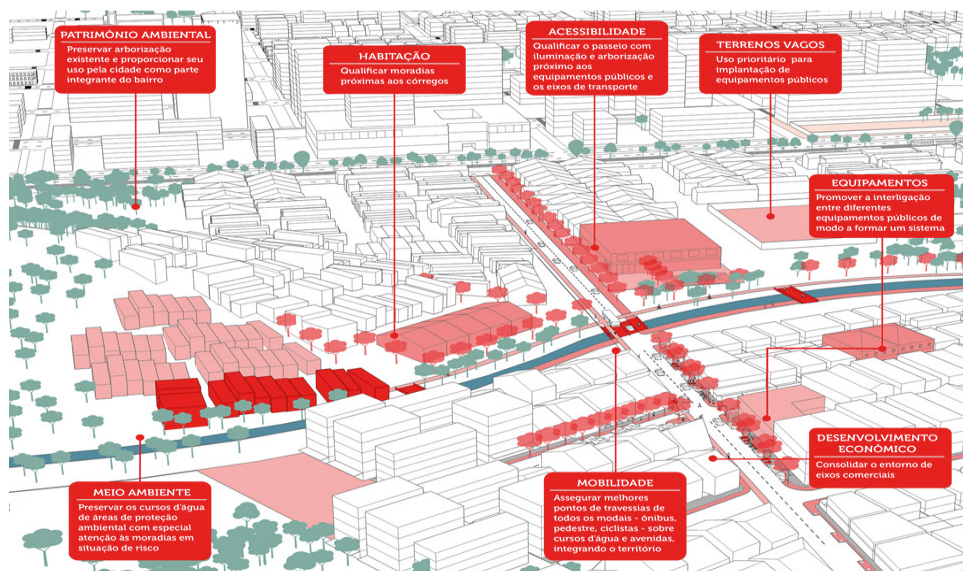 PATRIMÔNIO AMBIENTAL
Preservar arborização
existente e proporcionar seu
uso pela cidade como parte
integrante do bairro
HABITAÇÃO
Qualificar moradias
próximas aos córregos
ACESSIBILIDADE
Qualificar o passeio com
iluminação e arborização
próximo aos
equipamentos públicos e
os eixos de transporte
TERRENOS VAGOS
Uso prioritário para
implantação de
equipamentos públicos
EQUIPAMENTOS
Promover a interligação
entre diferentes
equipamentos públicos de
modo a formar um sistema
MEIO AMBIENTE
Preservar os cursos d'água
de áreas de proteção
ambiental com especial
atenção às moradias em
situação de risco
MOBILIDADE
Assegurar melhores
pontos de travessias de
todos os modais - ônibus,
pedestre, ciclistas - sobre
cursos d'água e avenidas,
integrando o território
DESENVOLVIMENTO
ECONÔMICO
Consolidar o entorno de
eixos comerciais